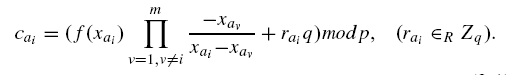 $c_{a_i} = (f(x_{a_i}) \prod_{v=1, v \neq i}^{m} \frac{-x_{a_v}}{x_{a_i} - x_{a_v}} + r_{a_i} q) mod p, \quad (r_{a_i} \in_R Z_q).$